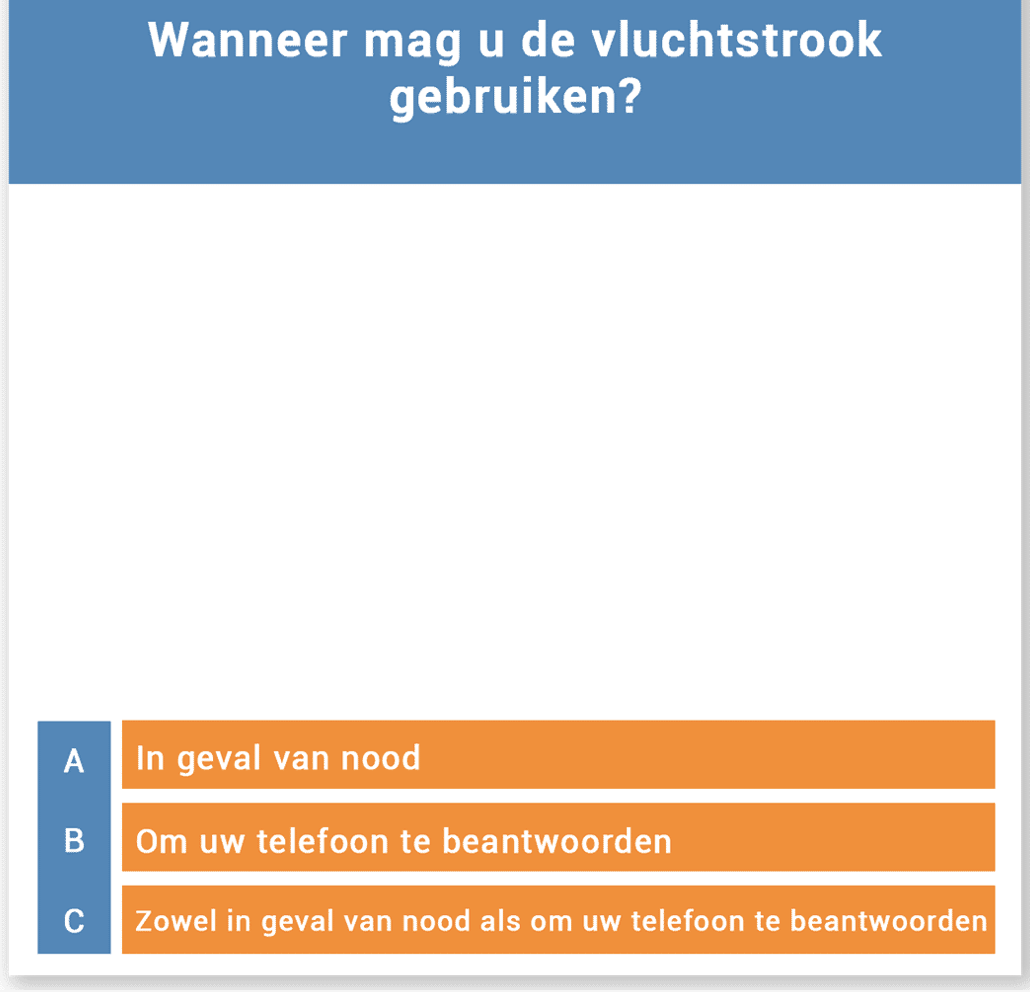 Wanneer mag u de vluchtstrook
gebruiken?
A In geval van nood
B Om uw telefoon te beantwoorden
C Zowel in geval van nood als om uw telefoon te beantwoorden